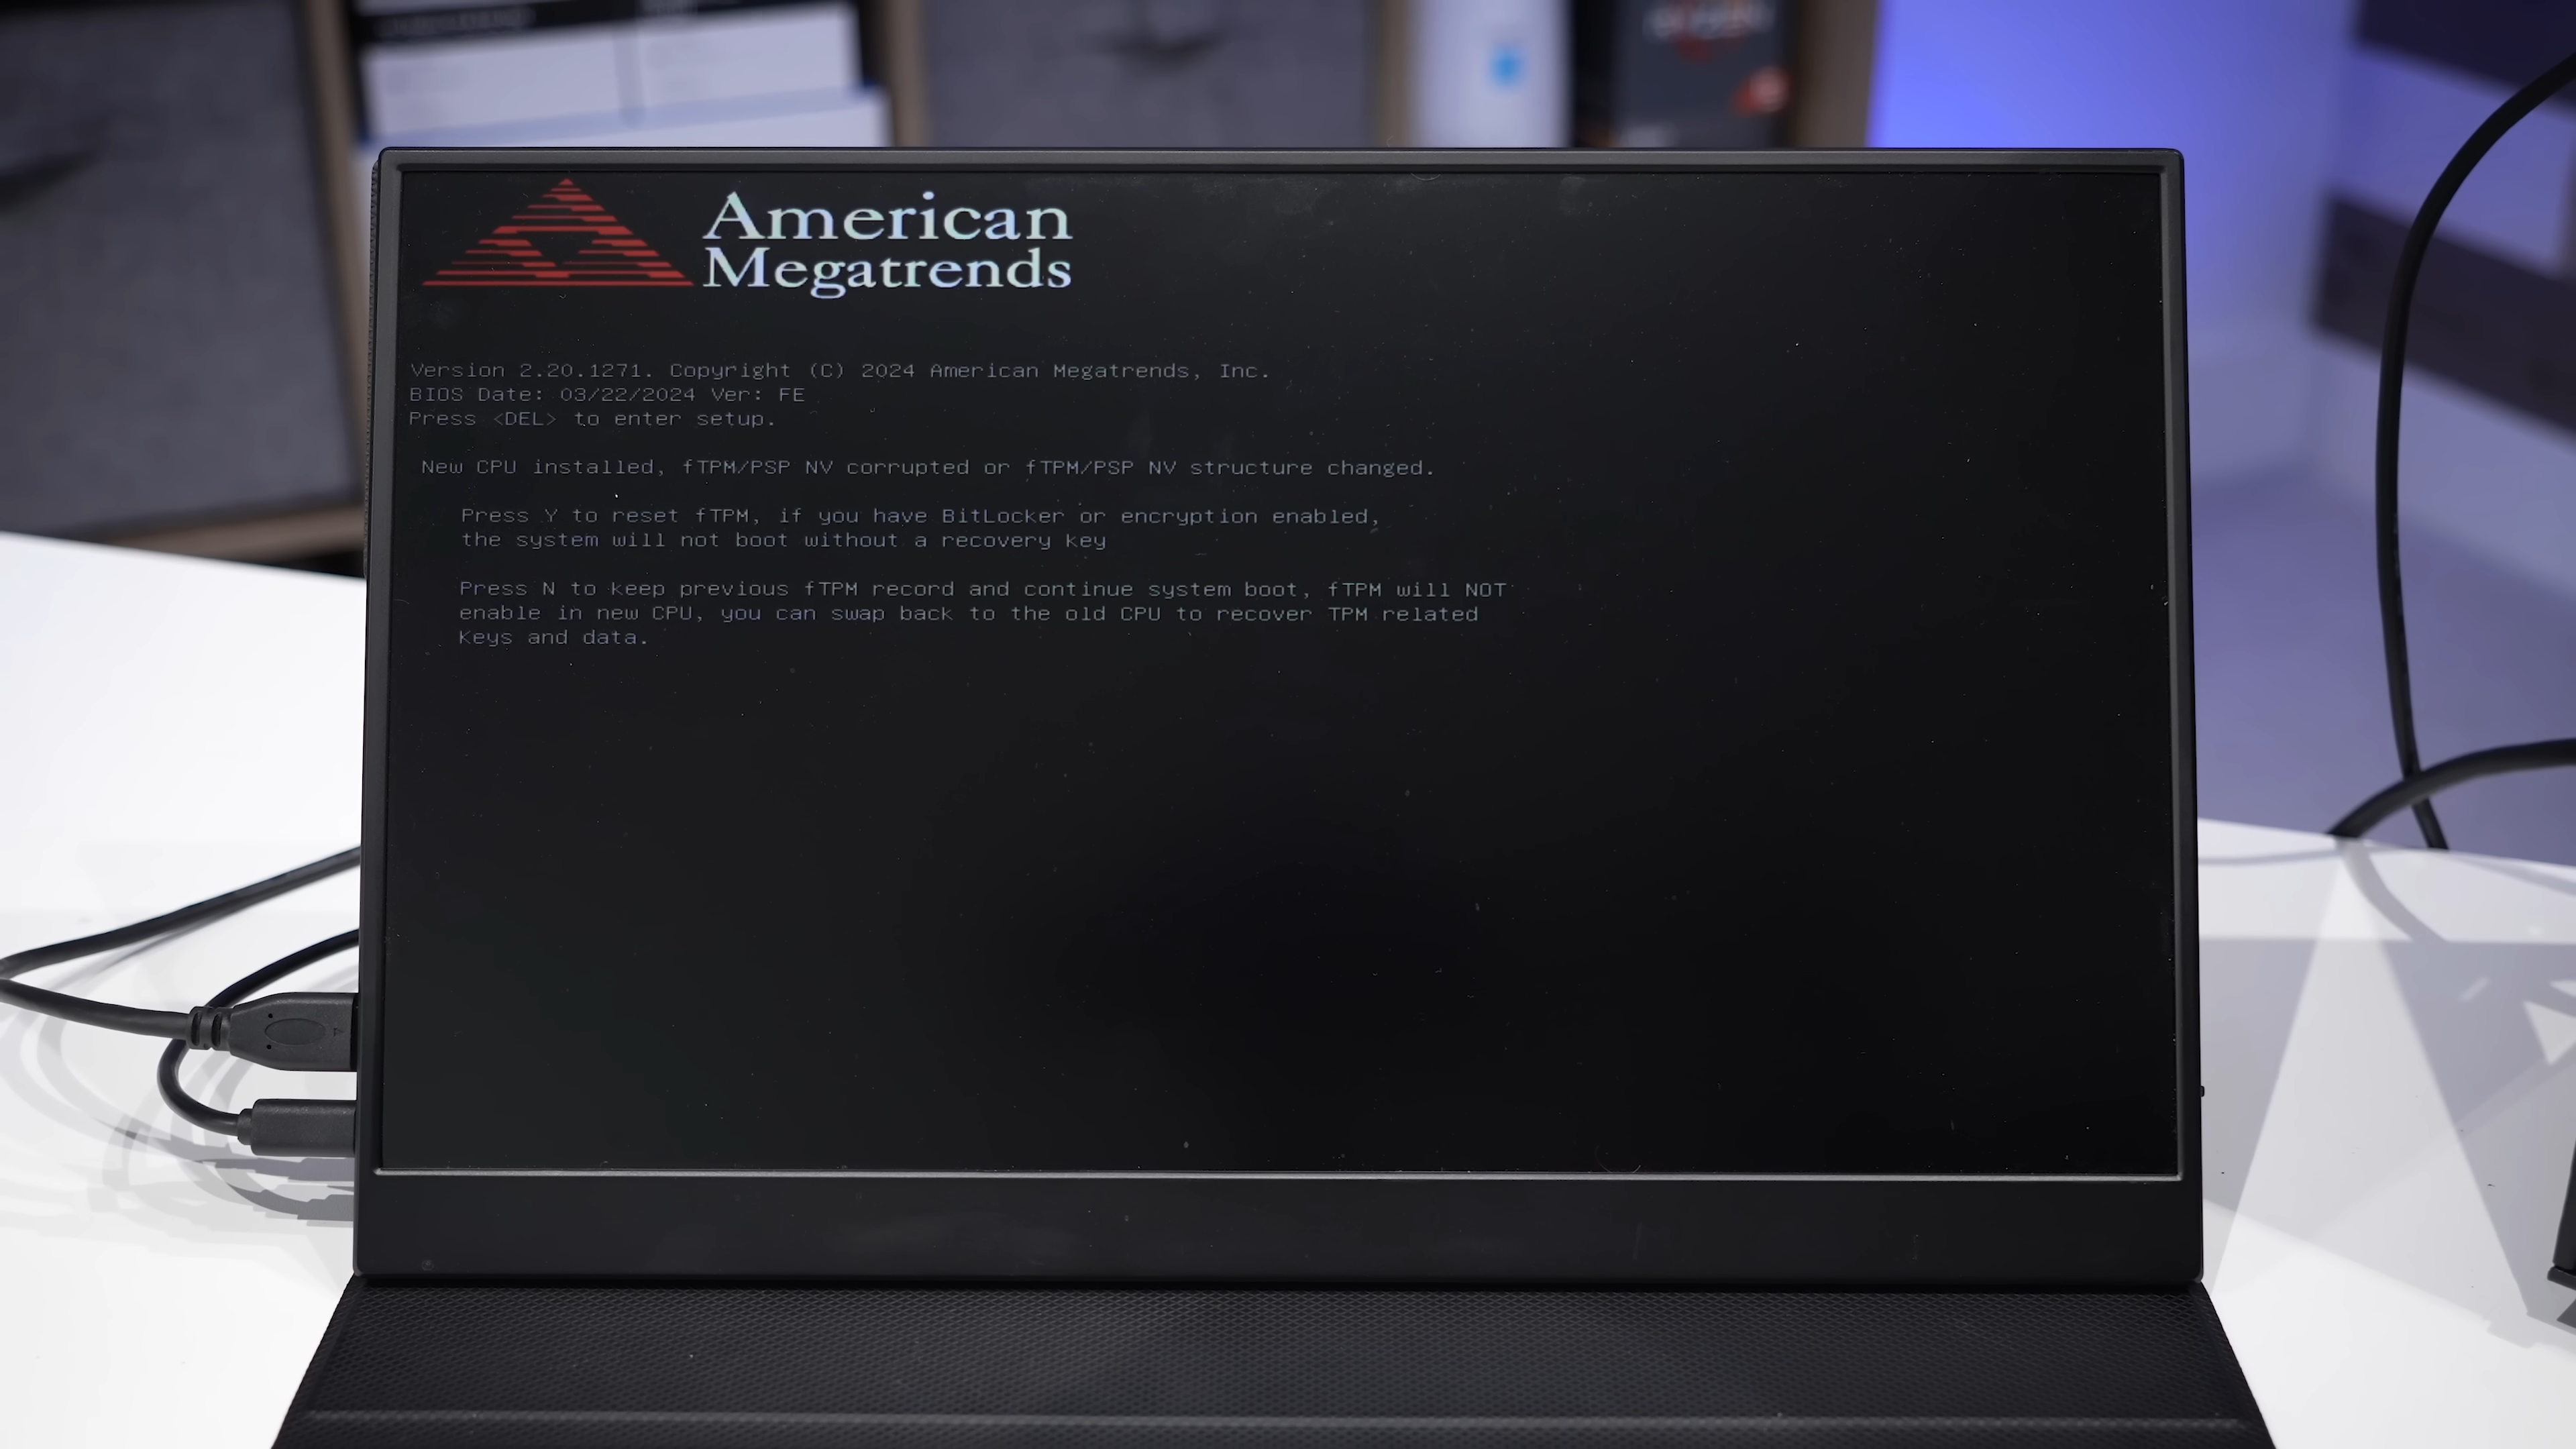 American
Megatrends
Version 2.20.1271. Copyright (C) 2024 American Megatrends, Inc.
BIOS Date: 03/22/2024 Ver: FE
Press <DEL> to enter setup.
New CPU installed, fTPM/PSP NV corrupted or fTPM/PSP NV structure changed.
Press Y to reset fTPM, if you have BitLocker or encryption enabled,
the system will not boot without a recovery key
Press N to keep previous fTPM record and continue system boot, fTPM will NOT
enable in new CPU, you can swap back to the old CPU to recover TPM related
Keys and data.